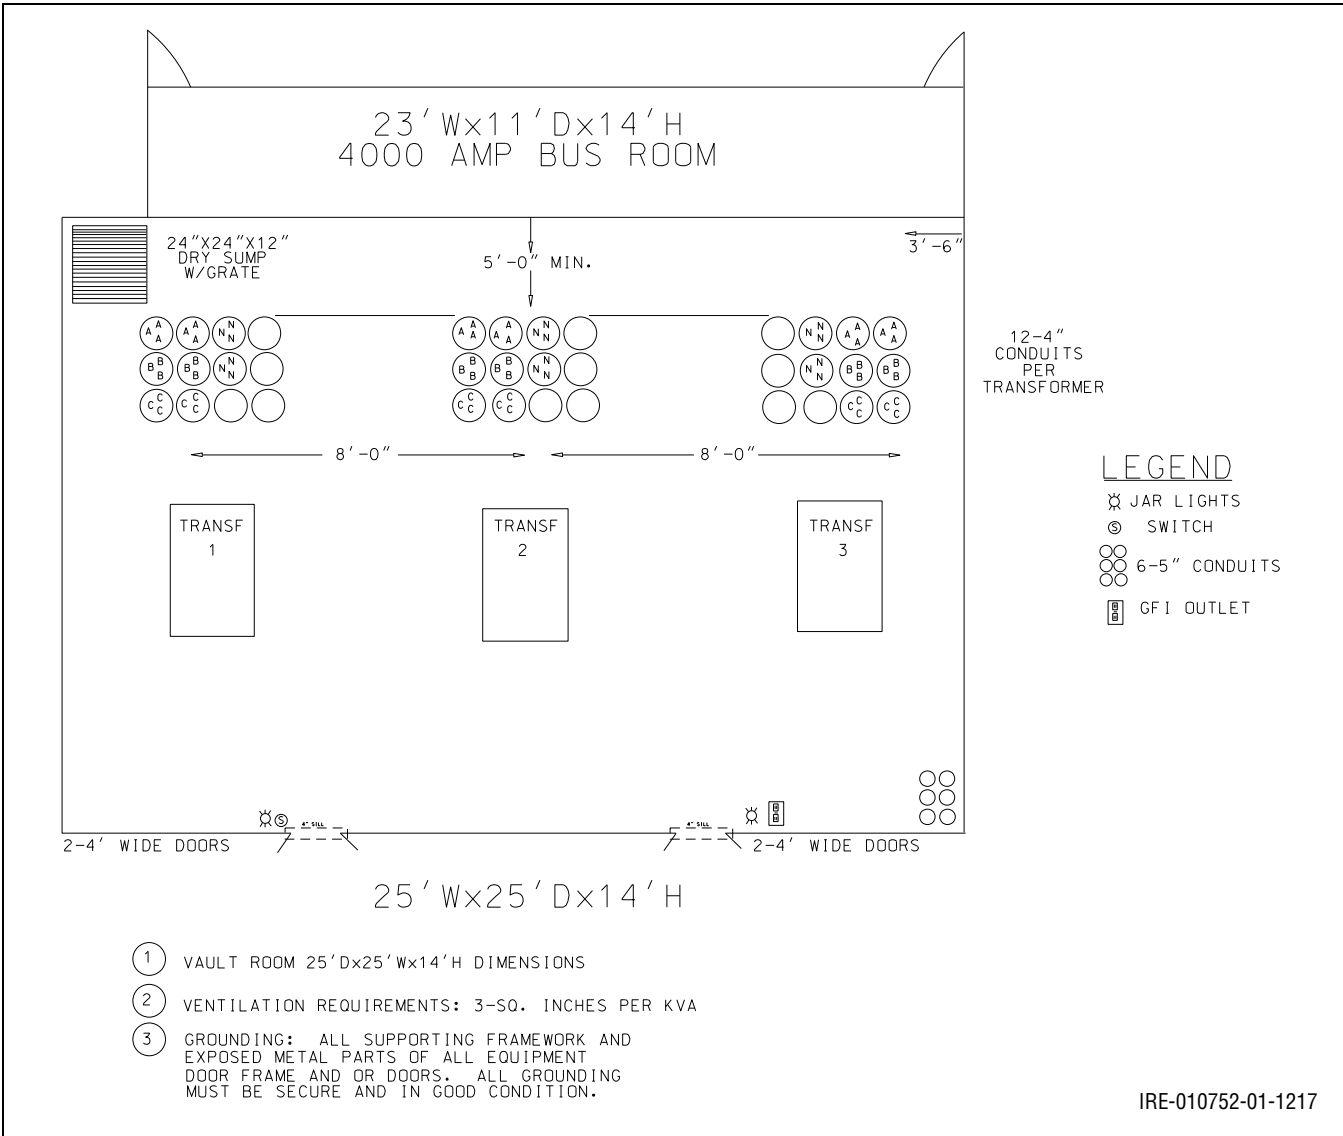 23'Wx11'Dx14'H
4000 AMP BUS ROOM
24"X24"X12"
DRY SUMP
W/GRATE
5'-0" MIN.
3'-6"
A A A A A A N N N
B B B B B B N N N
C C C C C C
A A A A A A N N N
B B B B B B N N N
C C C C C C
N N N A A A A A A
N N N B B B B B B
C C C C C C
12-4"
CONDUITS
PER
TRANSFORMER
8'-0"
8'-0"
TRANSF
1
TRANSF
2
TRANSF
3
LEGEND
JAR LIGHTS
S SWITCH
6-5" CONDUITS
GFI OUTLET
S
4" SILL
4" SILL
2-4' WIDE DOORS
2-4' WIDE DOORS
25'Wx25'Dx14'H
1 VAULT ROOM 25'Dx25'Wx14'H DIMENSIONS
2 VENTILATION REQUIREMENTS: 3-SQ. INCHES PER KVA
3 GROUNDING: ALL SUPPORTING FRAMEWORK AND
EXPOSED METAL PARTS OF ALL EQUIPMENT
DOOR FRAME AND OR DOORS. ALL GROUNDING
MUST BE SECURE AND IN GOOD CONDITION.
IRE-010752-01-1217